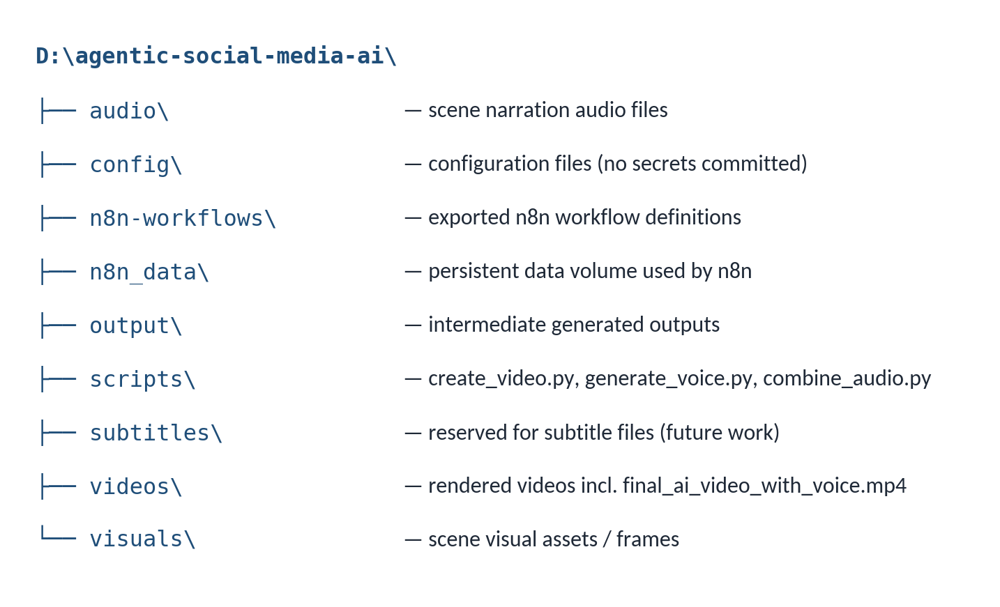 D:\agentic-social-media-ai\
├── audio\ — scene narration audio files
├── config\ — configuration files (no secrets committed)
├── n8n-workflows\ — exported n8n workflow definitions
├── n8n_data\ — persistent data volume used by n8n
├── output\ — intermediate generated outputs
├── scripts\ — create_video.py, generate_voice.py, combine_audio.py
├── subtitles\ — reserved for subtitle files (future work)
├── videos\ — rendered videos incl. final_ai_video_with_voice.mp4
└── visuals\ — scene visual assets / frames